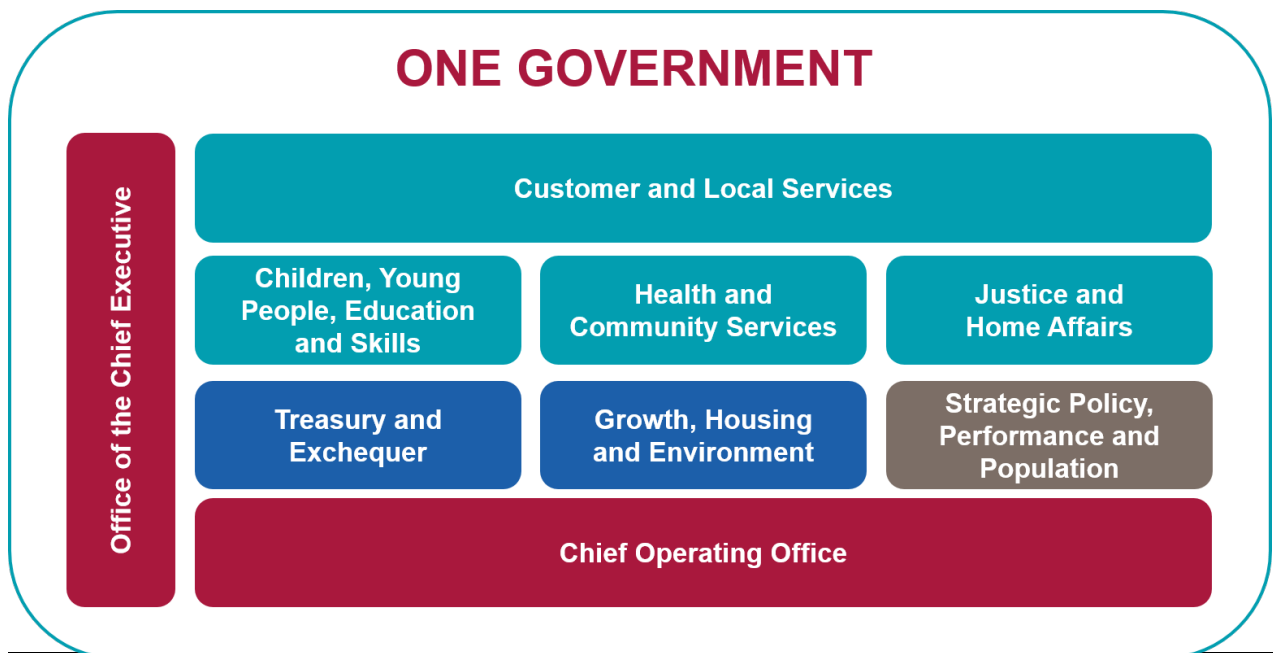 ONE GOVERNMENT
Office of the Chief Executive
Customer and Local Services
Children, Young
People, Education
and Skills
Health and
Community Services
Justice and
Home Affairs
Treasury and
Exchequer
Growth, Housing
and Environment
Strategic Policy,
Performance and
Population
Chief Operating Office